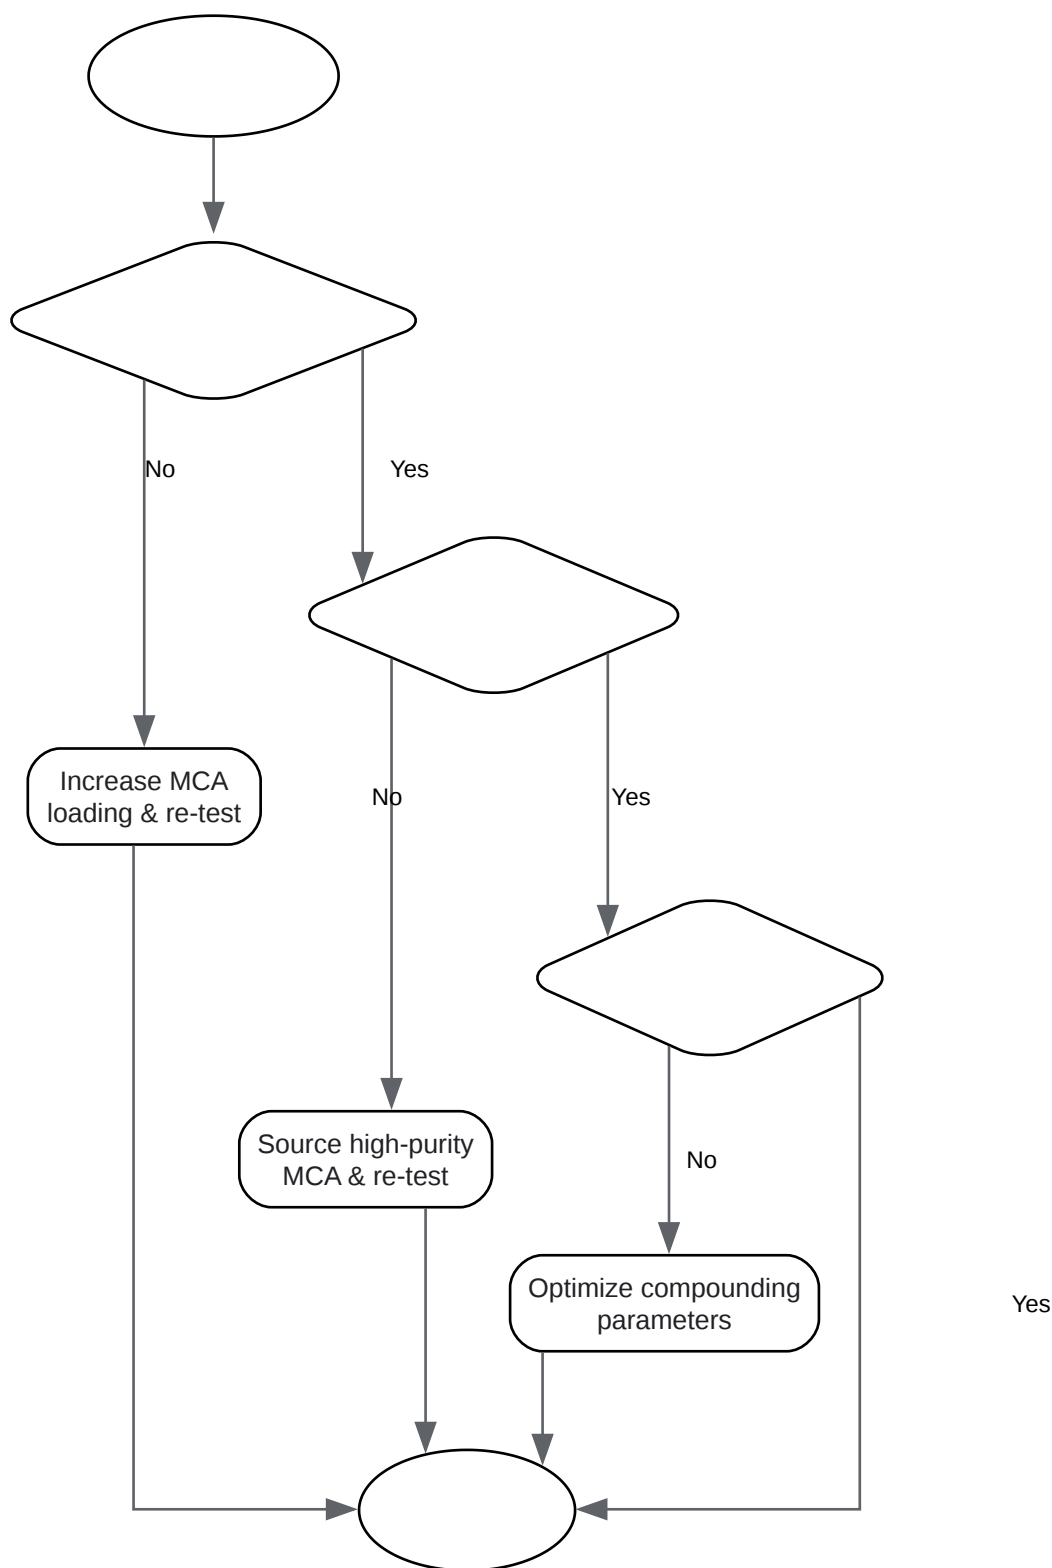 No
Yes
Increase MCA
loading & re-test
No
Yes
Source high-purity
MCA & re-test
No
Optimize compounding
parameters
Yes